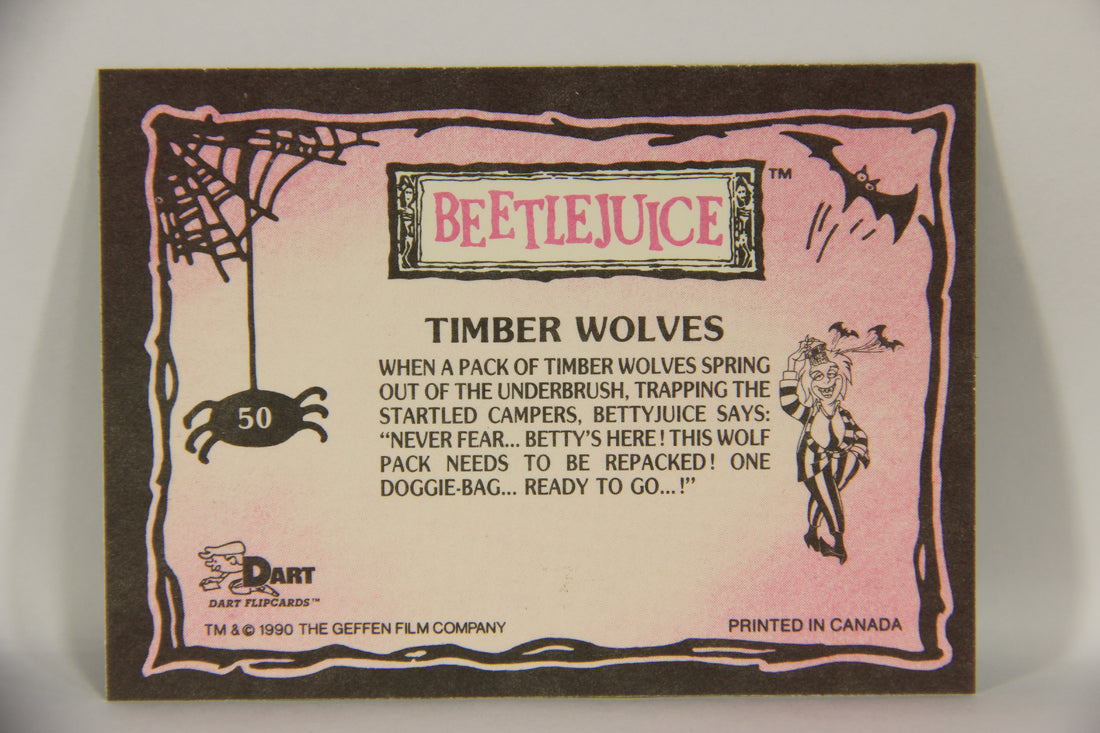 BEETLEJUICE™
TIMBER WOLVES
WHEN A PACK OF TIMBER WOLVES SPRING
OUT OF THE UNDERBRUSH, TRAPPING THE
STARTLED CAMPERS, BETTYJUICE SAYS:
“NEVER FEAR... BETTY’S HERE! THIS WOLF
PACK NEEDS TO BE REPACKED! ONE
DOGGIE-BAG... READY TO GO...!”
50
DART
DART FLIPCARDS™
TM & © 1990 THE GEFFEN FILM COMPANY
PRINTED IN CANADA